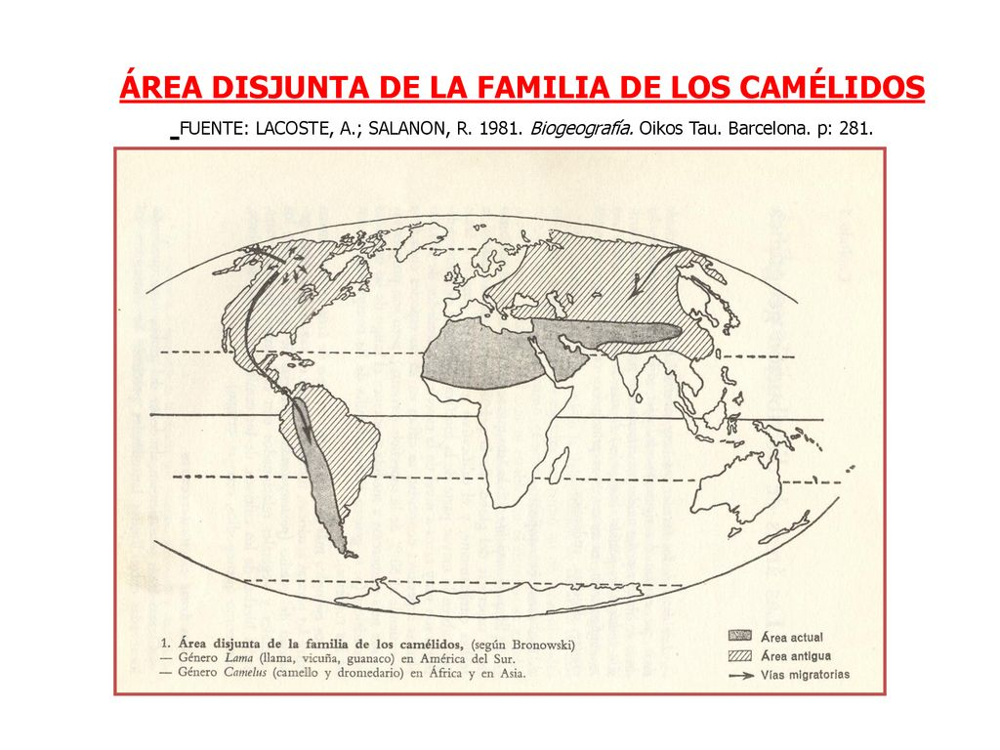 ÁREA DISJUNTA DE LA FAMILIA DE LOS CAMÉLIDOS
FUENTE: LACOSTE, A.; SALANON, R. 1981. Biogeografía. Oikos Tau. Barcelona. p: 281.
1. Área disjunta de la familia de los camélidos, (según Bronowski)
— Género Lama (llama, vicuña, guanaco) en América del Sur.
— Género Camelus (camello y dromedario) en África y en Asia.
Área actual
Área antigua
Vías migratorias